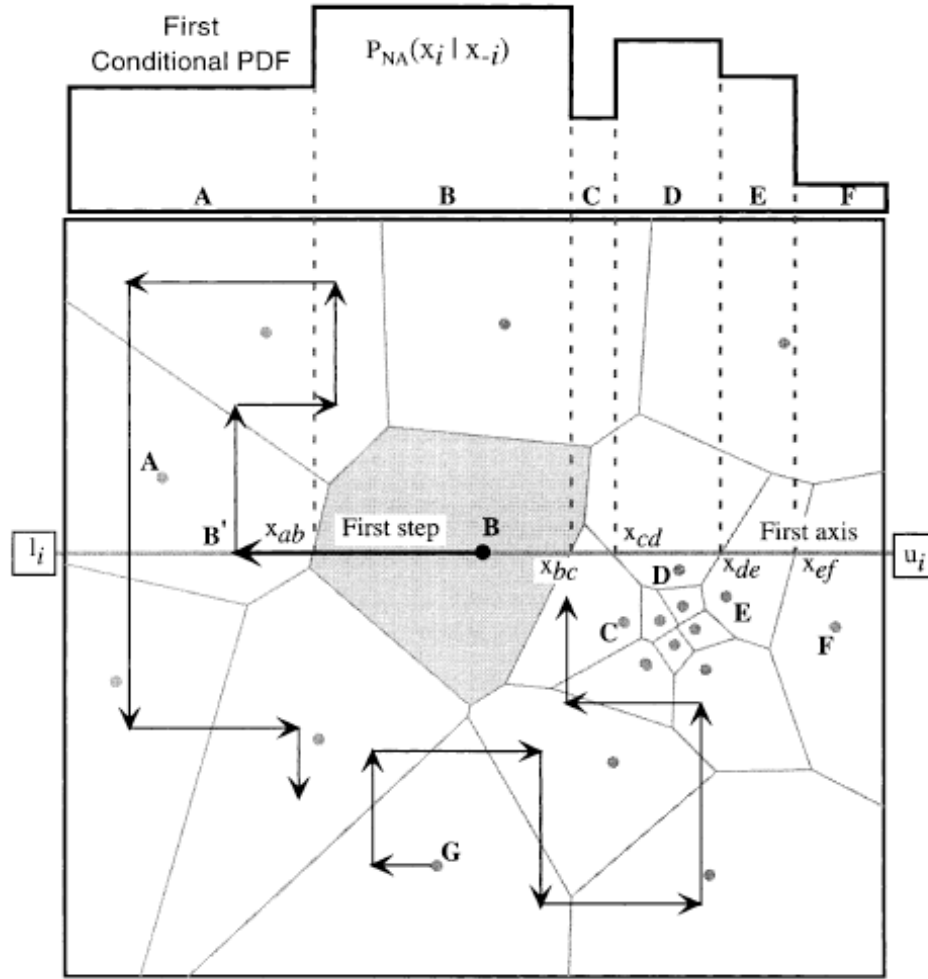 First
Conditional PDF
P_NA(x_i | x_-i)
A B C D E F
A
B' x_ab First step B
x_cd First axis
l_i u_i
x_bc D x_de x_ef
C E F
G